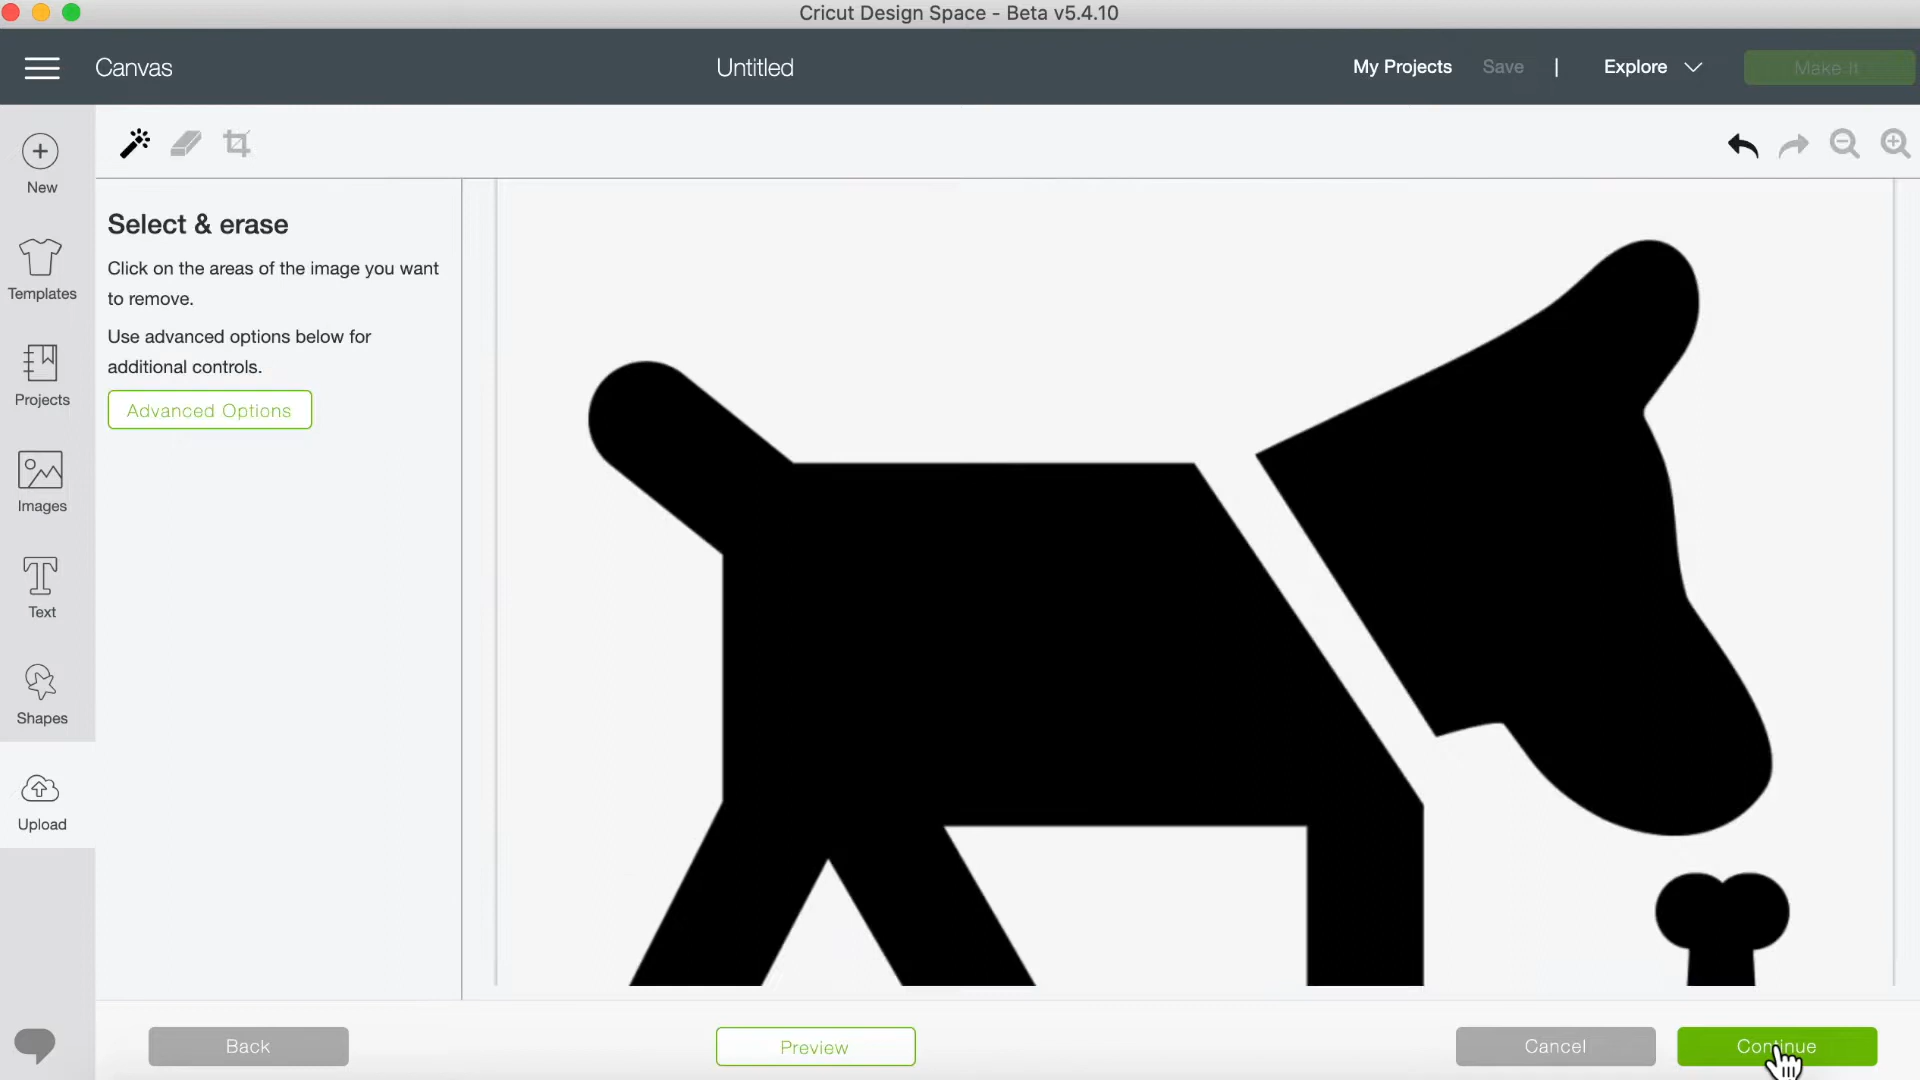 Cricut Design Space - Beta v5.4.10
Canvas
Untitled
My Projects
Save
|
Explore
Make It
New
Templates
Projects
Images
Text
Shapes
Upload
Select & erase
Click on the areas of the image you want
to remove.
Use advanced options below for
additional controls.
Advanced Options
Back
Preview
Cancel
Continue